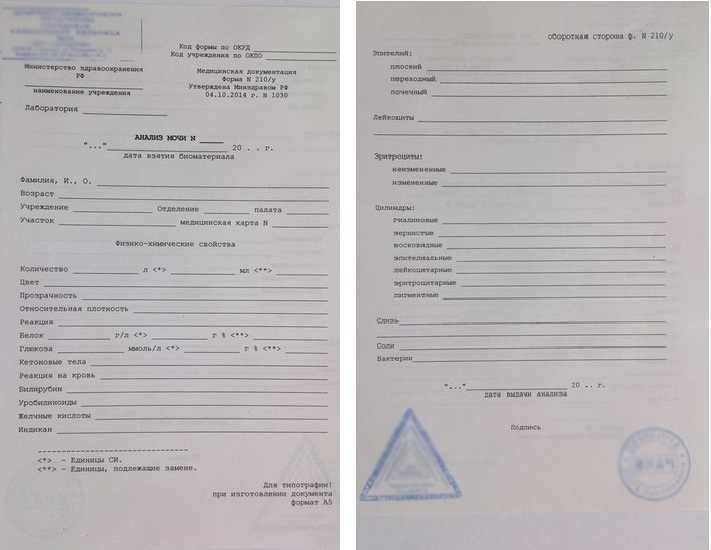 Код формы по ОКУД
Код учреждения по ОКПО
Министерство здравоохранения
РФ
наименование учреждения
Медицинская документация
Форма N 210/у
Утверждена Минздравом РФ
04.10.2014 г. N 1030
Лаборатория
АНАЛИЗ МОЧИ N
"..." 20 . . г.
дата взятия биоматериала
Фамилия, И., О.
Возраст
Учреждение Отделение палата
Участок медицинская карта N
Физико-химические свойства
Количество л <*> мл <**>
Цвет
Прозрачность
Относительная плотность
Реакция
Белок г/л <*> г % <**>
Глюкоза ммоль/л <*> г % <**>
Кетоновые тела
Реакция на кровь
Билирубин
Уробилиноиды
Желчные кислоты
Индикан
<*> - Единицы СИ.
<**> - Единицы, подлежащие замене.
Для типографии!
при изготовлении документа
формат А5
оборотная сторона ф. N 210/у
Эпителий:
плоский
переходный
почечный
Лейкоциты
Эритроциты:
неизмененные
измененные
Цилиндры:
гиалиновые
зернистые
восковидные
эпителиальные
лейкоцитарные
эритроцитарные
пигментные
Слизь
Соли
Бактерии
"..." 20 .. г.
дата выдачи анализа
Подпись